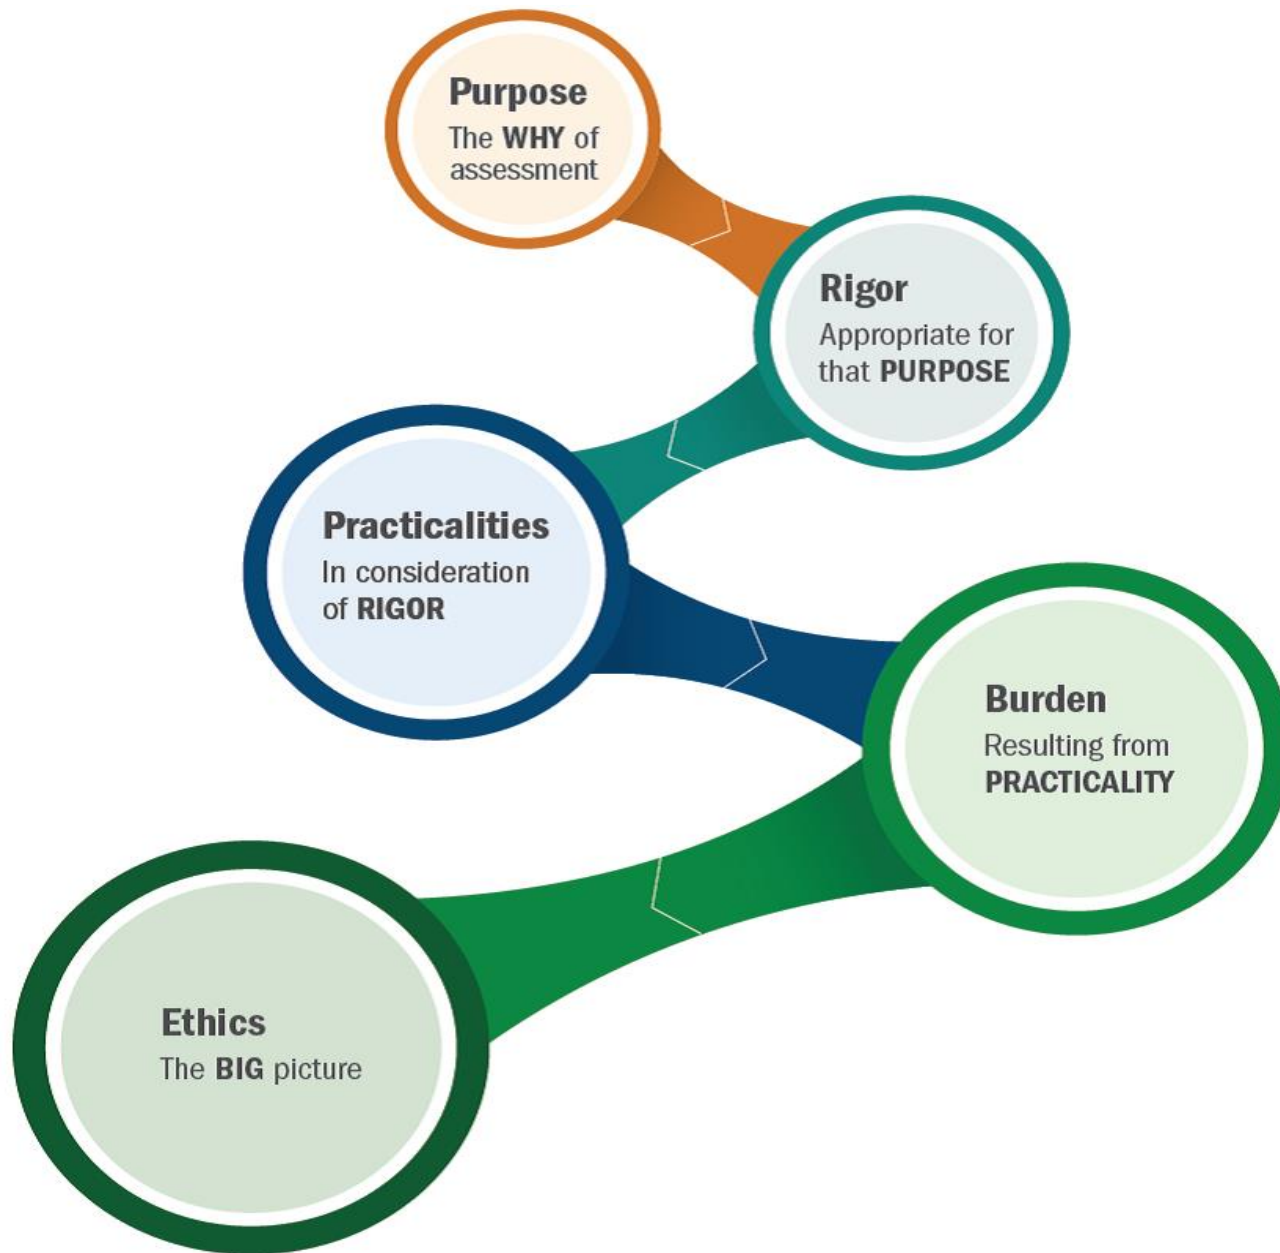 Purpose
The WHY of
assessment
Rigor
Appropriate for
that PURPOSE
Practicalities
In consideration
of RIGOR
Burden
Resulting from
PRACTICALITY
Ethics
The BIG picture